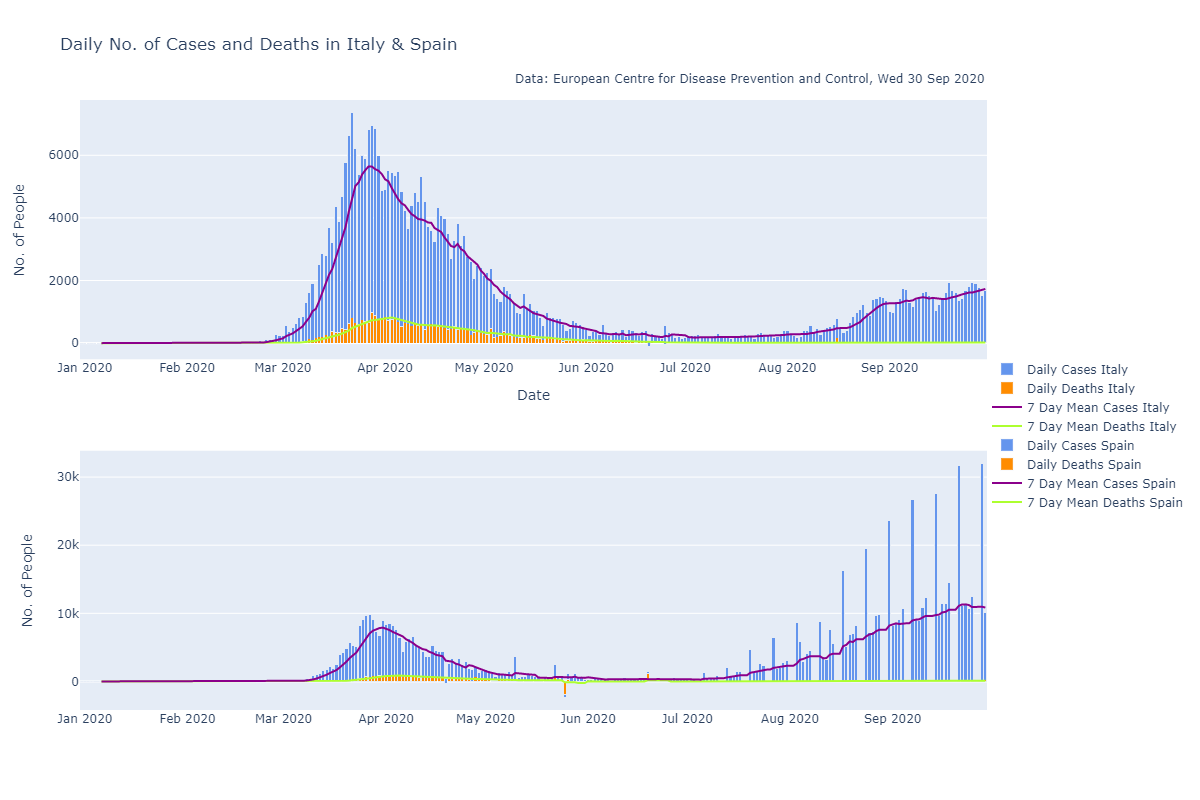 Daily No. of Cases and Deaths in Italy & Spain
Data: European Centre for Disease Prevention and Control, Wed 30 Sep 2020
No. of People
6000
4000
2000
0
Jan 2020 Feb 2020 Mar 2020 Apr 2020 May 2020 Jun 2020 Jul 2020 Aug 2020 Sep 2020
Date
Daily Cases Italy
Daily Deaths Italy
7 Day Mean Cases Italy
7 Day Mean Deaths Italy
Daily Cases Spain
Daily Deaths Spain
7 Day Mean Cases Spain
7 Day Mean Deaths Spain
No. of People
30k
20k
10k
0
Jan 2020 Feb 2020 Mar 2020 Apr 2020 May 2020 Jun 2020 Jul 2020 Aug 2020 Sep 2020